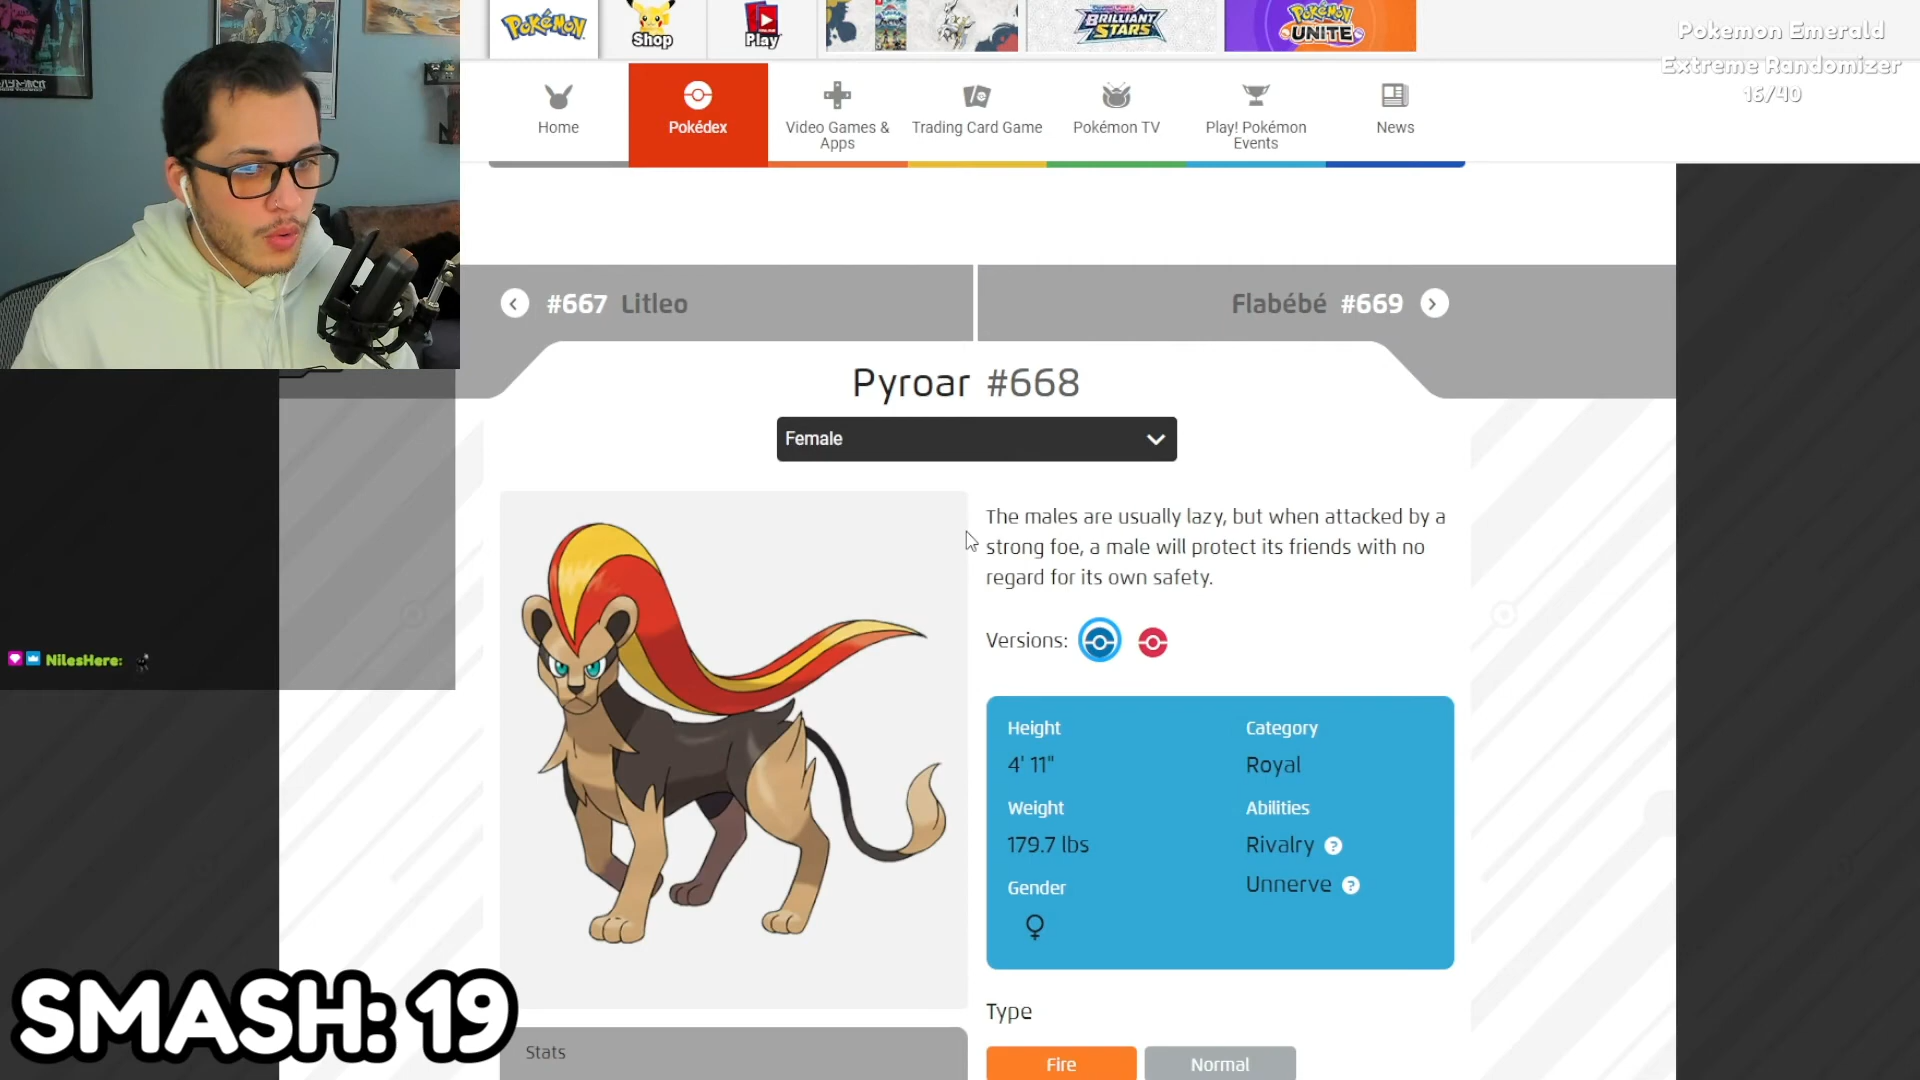 Pokémon
Shop
Play
BRILLIANT
STARS
Pokémon
UNITE
Pokemon Emerald
Extreme Randomizer
16/40
Home
Pokédex
Video Games &
Apps
Trading Card Game
Pokémon TV
Play! Pokémon
Events
News
#667 Litleo
Flabébé #669
Pyroar #668
Female
The males are usually lazy, but when attacked by a
strong foe, a male will protect its friends with no
regard for its own safety.
Versions:
Height
4' 11"
Category
Royal
Weight
179.7 lbs
Abilities
Rivalry ?
Unnerve ?
Gender
NilesHere:
SMASH: 19
Stats
Type
Fire
Normal